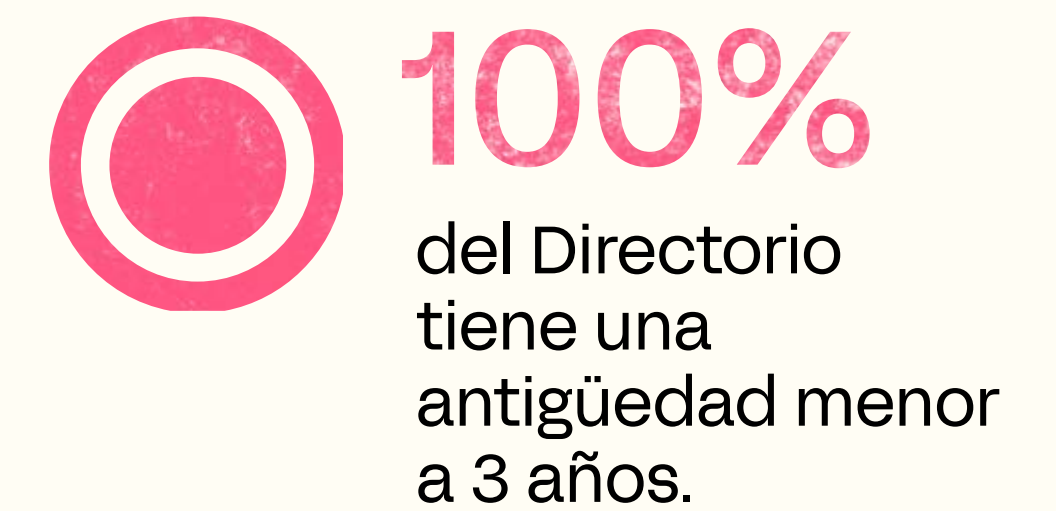 100%
del Directorio
tiene una
antigüedad menor
a 3 años.